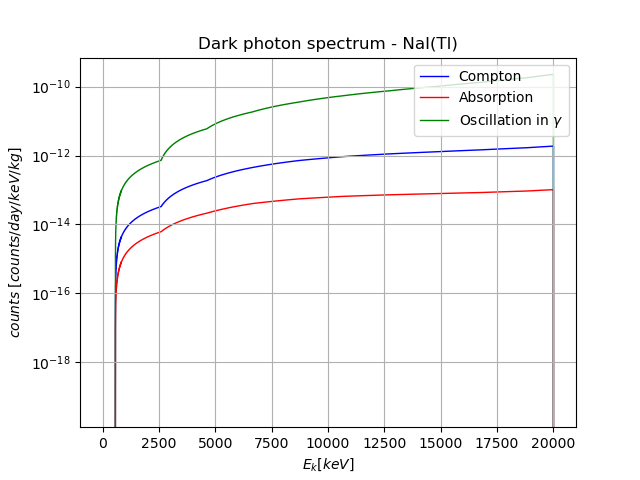 Dark photon spectrum - NaI(Tl)
counts [counts/day/keV/kg]
10⁻¹⁰
10⁻¹²
10⁻¹⁴
10⁻¹⁶
10⁻¹⁸
Compton
Absorption
Oscillation in γ
0 2500 5000 7500 10000 12500 15000 17500 20000
Eₖ[keV]